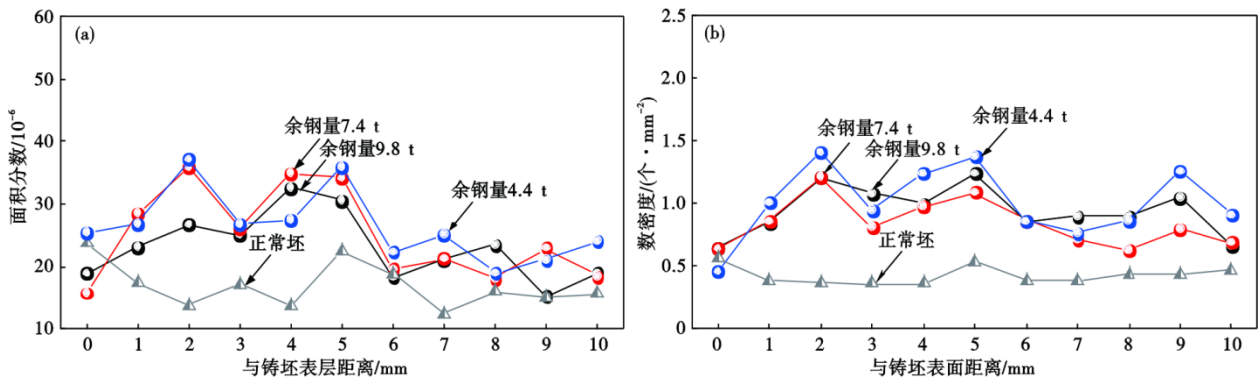 (a)
60
50
40
30
20
10
面积分数/10⁻⁶
余钢量7.4 t
余钢量9.8 t
余钢量4.4 t
正常坯
0 1 2 3 4 5 6 7 8 9 10
与铸坯表层距离/mm
(b)
2.5
2.0
1.5
1.0
0.5
0
数密度/(个·mm⁻²)
余钢量4.4 t
余钢量7.4 t
余钢量9.8 t
正常坯
0 1 2 3 4 5 6 7 8 9 10
与铸坯表面距离/mm